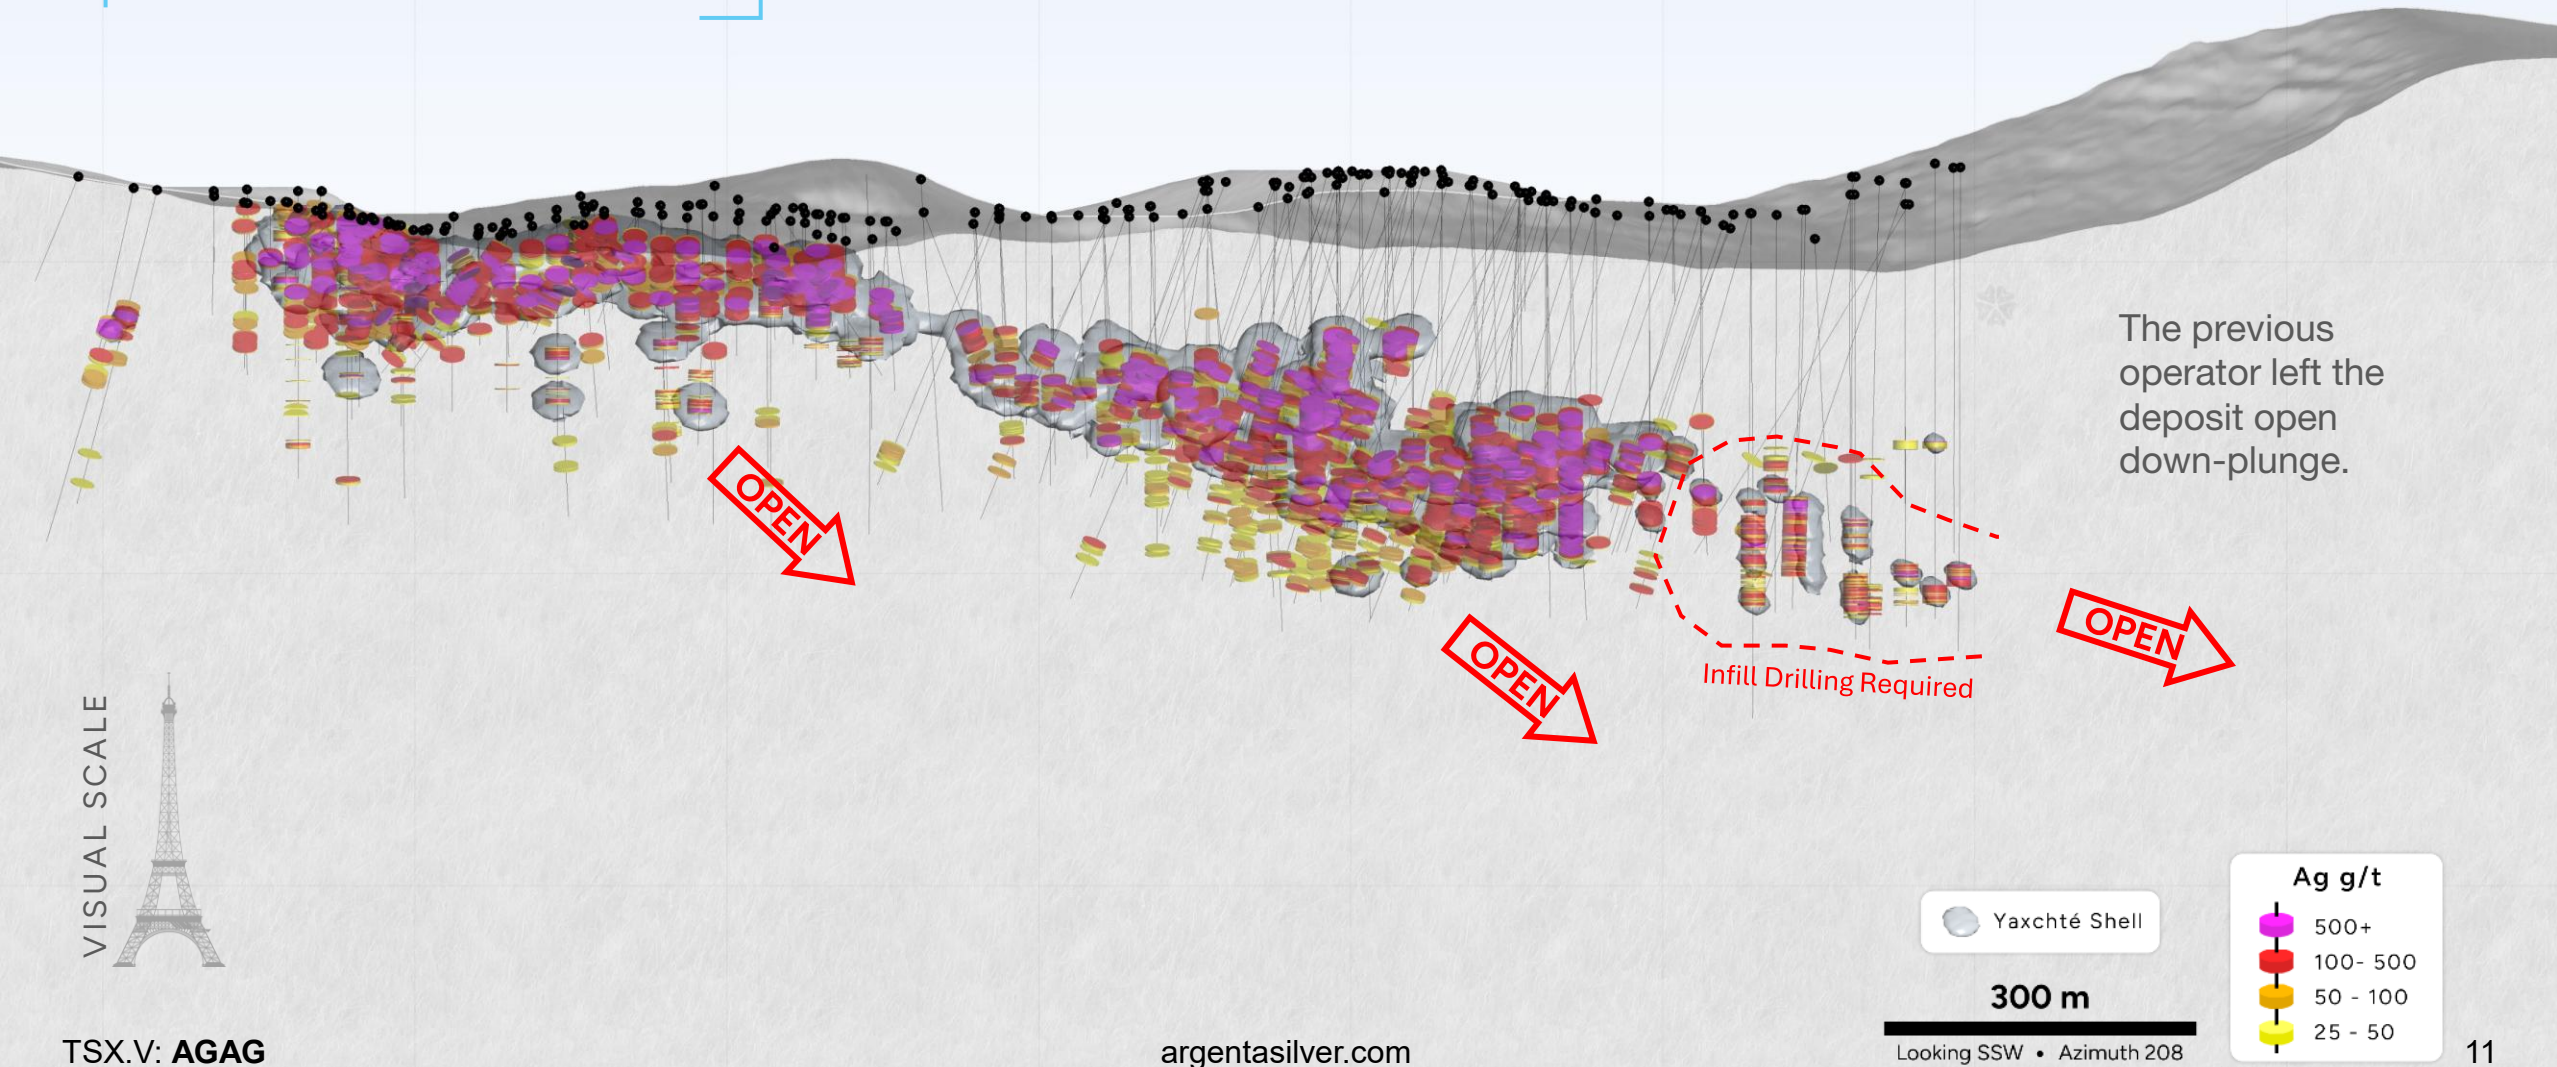 The previous
operator left the
deposit open
down-plunge.
OPEN
OPEN
OPEN
Infill Drilling Required
VISUAL SCALE
Yaxchté Shell
300 m
Looking SSW • Azimuth 208
Ag g/t
500+
100- 500
50 - 100
25 - 50
TSX.V: AGAG
argentasilver.com
11